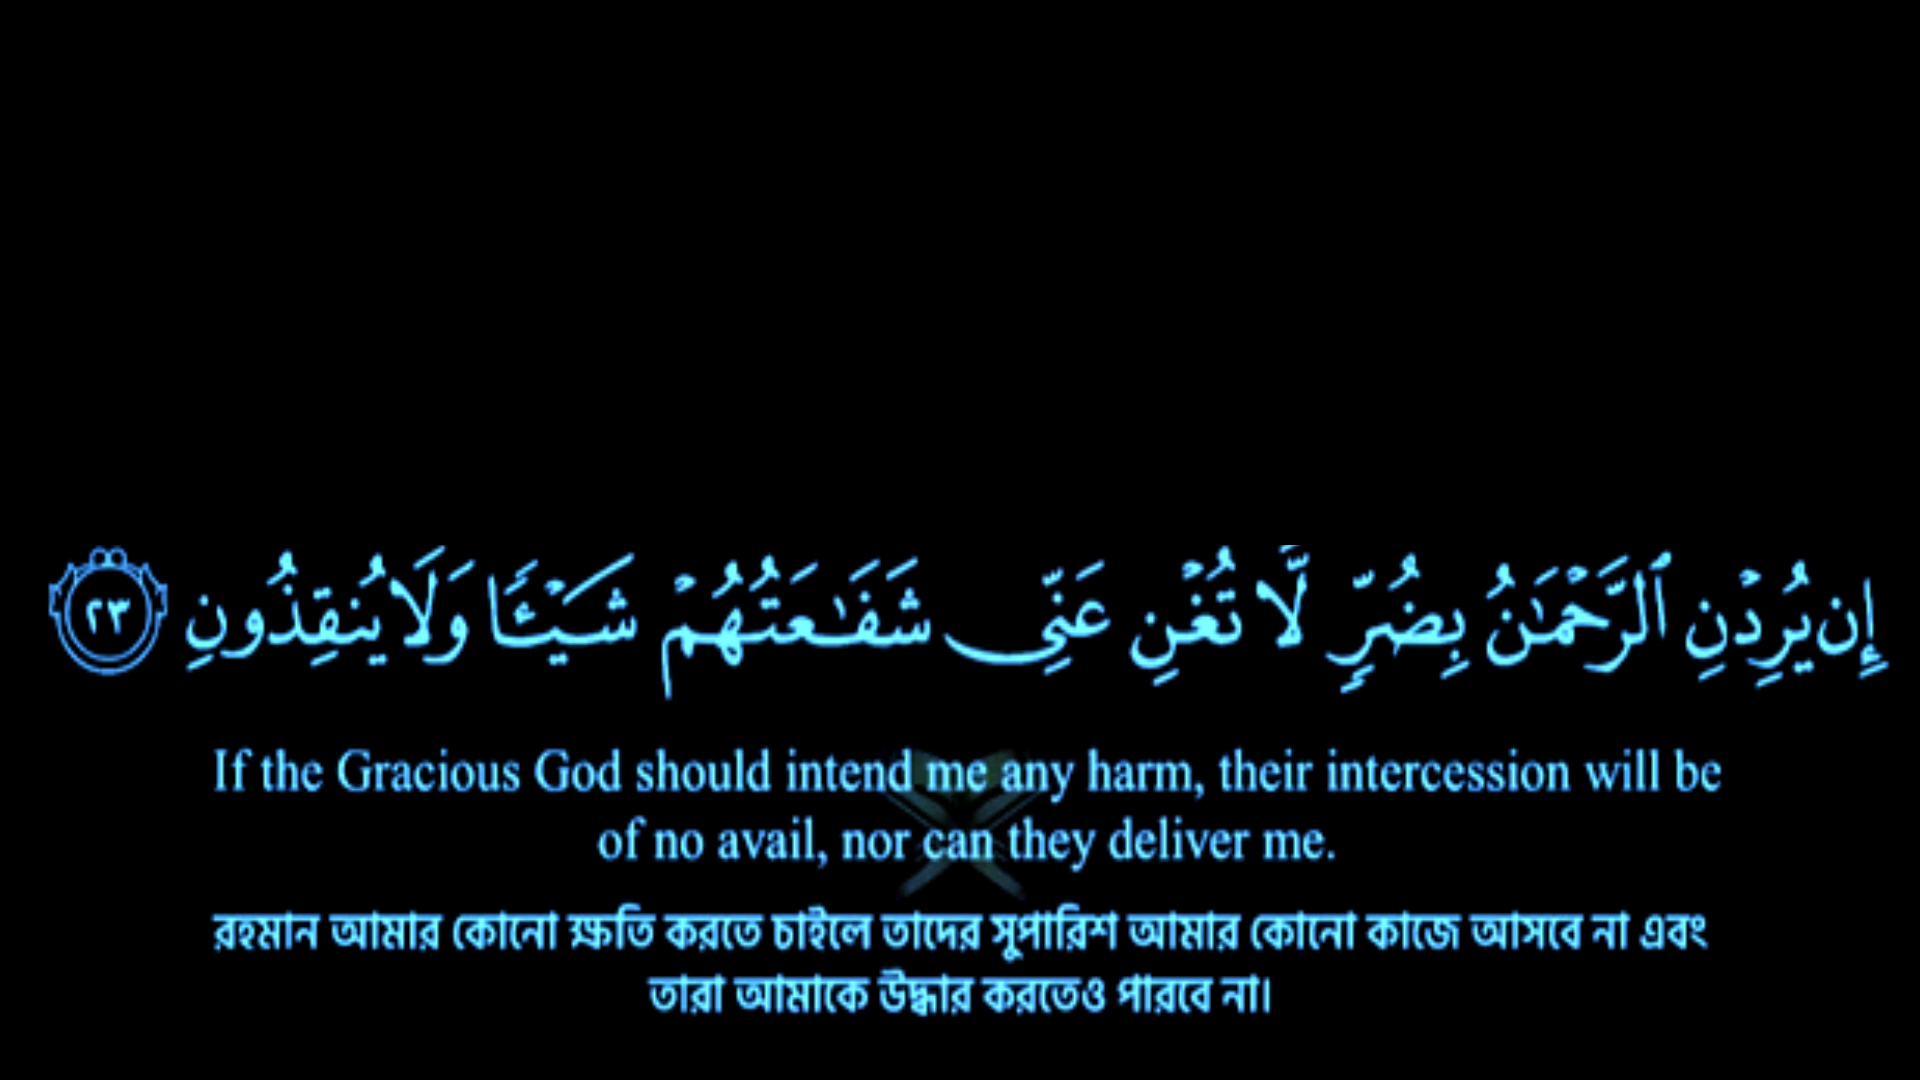 إِن يُرِدْنِ ٱلرَّحْمَـٰنُ بِضُرٍّ لَّا تُغْنِ عَنِّى شَفَـٰعَتُهُمْ شَيْـًٔا وَلَا يُنقِذُونِ ٢٣
If the Gracious God should intend me any harm, their intercession will be
of no avail, nor can they deliver me.
রহমান আমার কোনো ক্ষতি করতে চাইলে তাদের সুপারিশ আমার কোনো কাজে আসবে না এবং
তারা আমাকে উদ্ধার করতেও পারবে না।